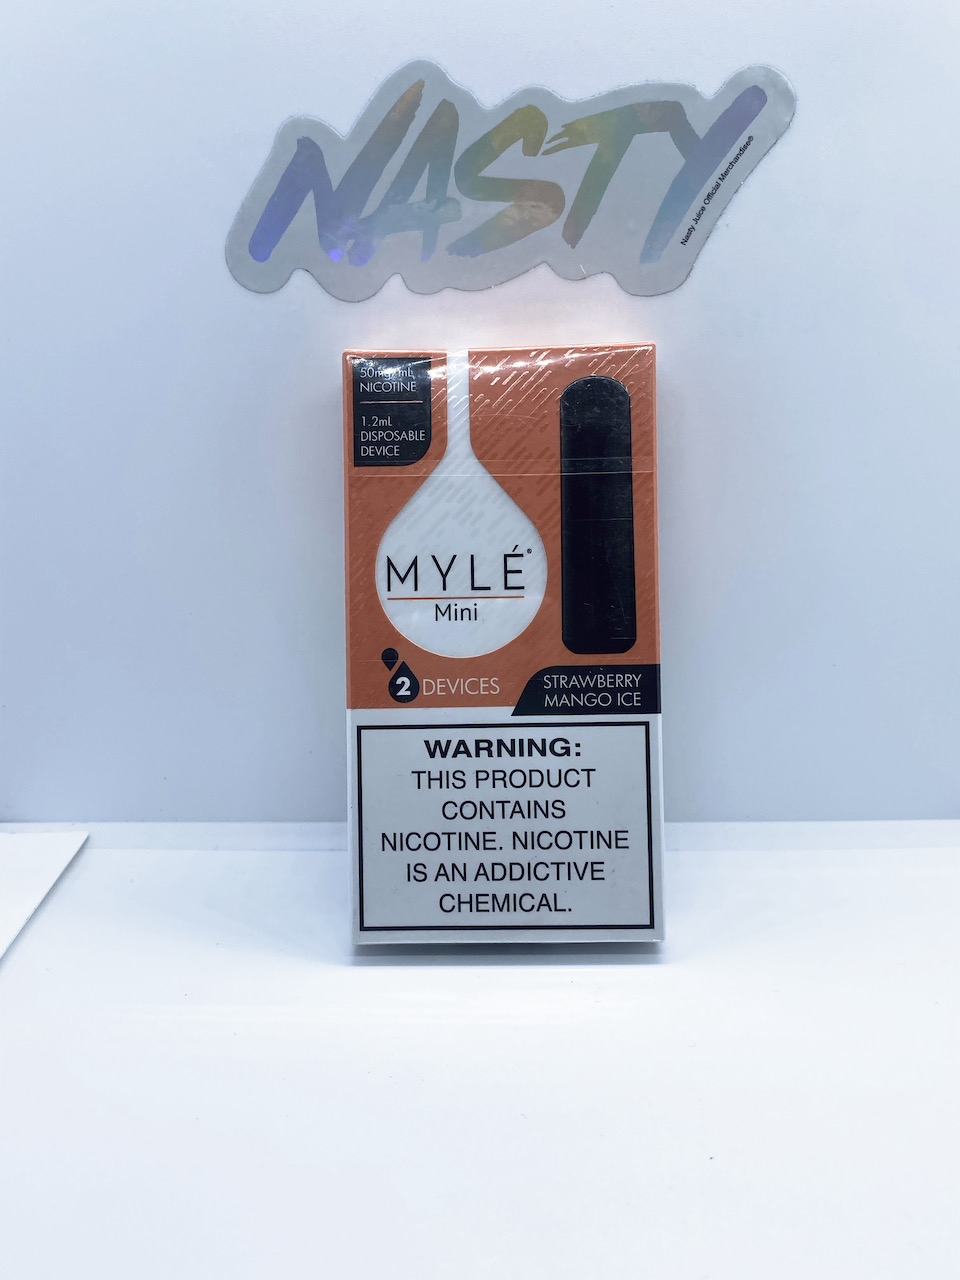 NASTY
Nasty Juice Official Merchandise®
50mg/mL
NICOTINE
1.2mL
DISPOSABLE
DEVICE
MYLÉ®
Mini
2 DEVICES
STRAWBERRY
MANGO ICE
WARNING:
THIS PRODUCT
CONTAINS
NICOTINE. NICOTINE
IS AN ADDICTIVE
CHEMICAL.